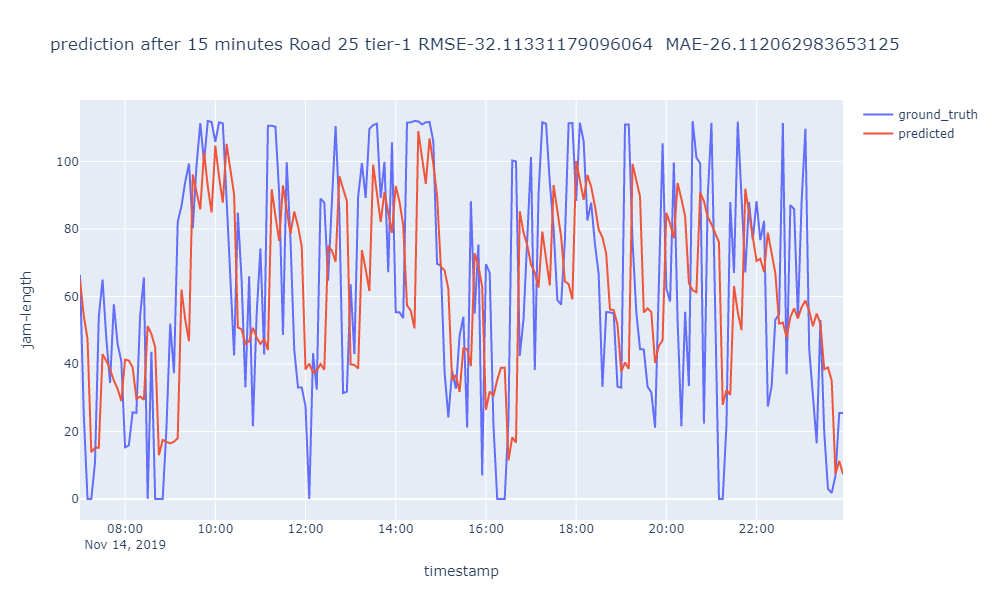 prediction after 15 minutes Road 25 tier-1 RMSE-32.11331179096064  MAE-26.112062983653125
ground_truth
predicted
100
80
60
40
20
0
jam-length
08:00 10:00 12:00 14:00 16:00 18:00 20:00 22:00
Nov 14, 2019
timestamp